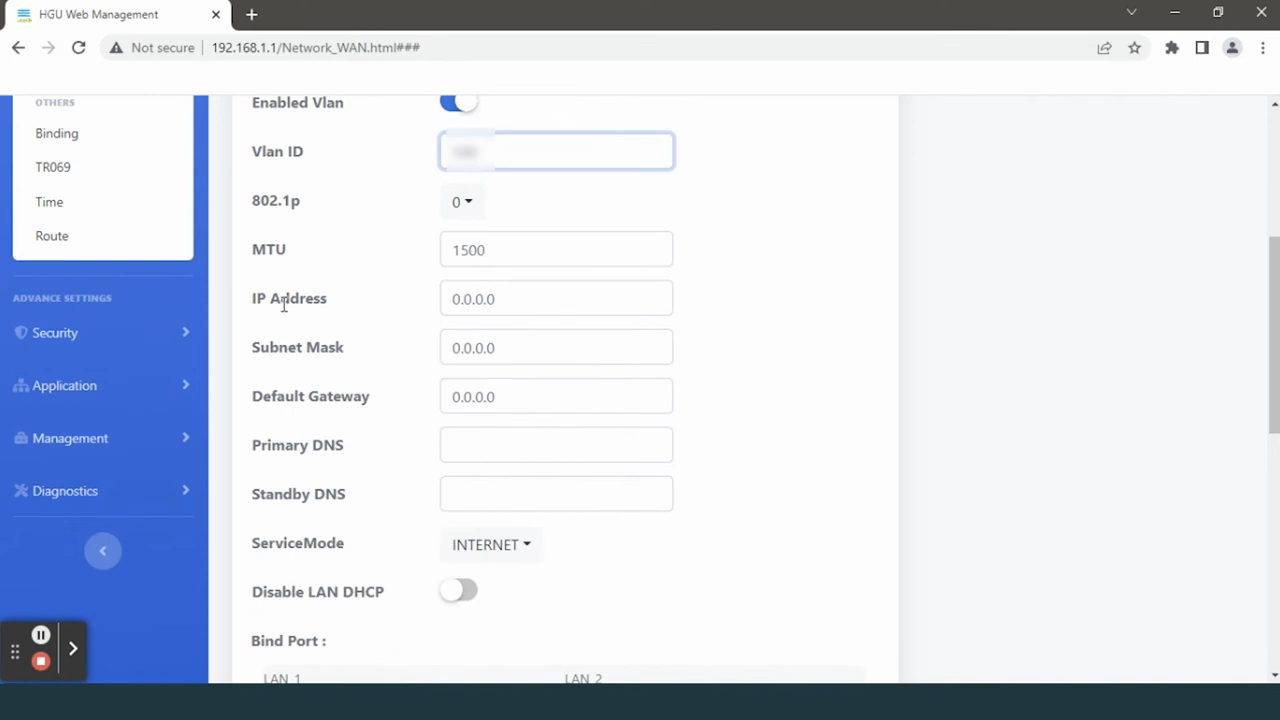 HGU Web Management
Not secure
192.168.1.1/Network_WAN.html###
OTHERS
Binding
TR069
Time
Route
ADVANCE SETTINGS
Security
Application
Management
Diagnostics
Enabled Vlan
Vlan ID
802.1p
0
MTU
1500
IP Address
0.0.0.0
Subnet Mask
0.0.0.0
Default Gateway
0.0.0.0
Primary DNS
Standby DNS
ServiceMode
INTERNET
Disable LAN DHCP
Bind Port :
LAN 1
LAN 2